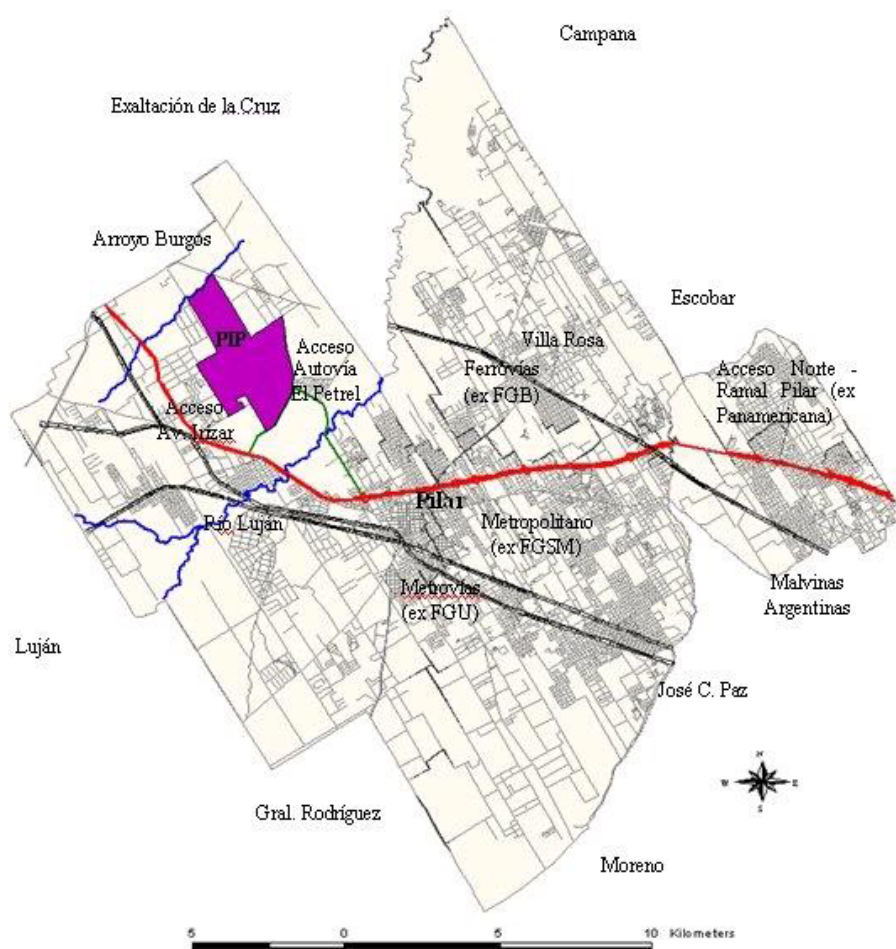 Campana
Exaltación de la Cruz
Arroyo Burgos
Escobar
PIP
Acceso
Autovía
El Petrel
Villa Rosa
Ferrovías
(ex FGB)
Acceso Norte -
Ramal Pilar (ex
Panamericana)
Acceso
Av. Irizar
Pilar
Río Luján
Metropolitano
(ex FGSM)
Metrovías
(ex FGU)
Malvinas
Argentinas
Luján
José C. Paz
N
W E
S
Gral. Rodríguez
Moreno
5 0 5 10 Kilometers